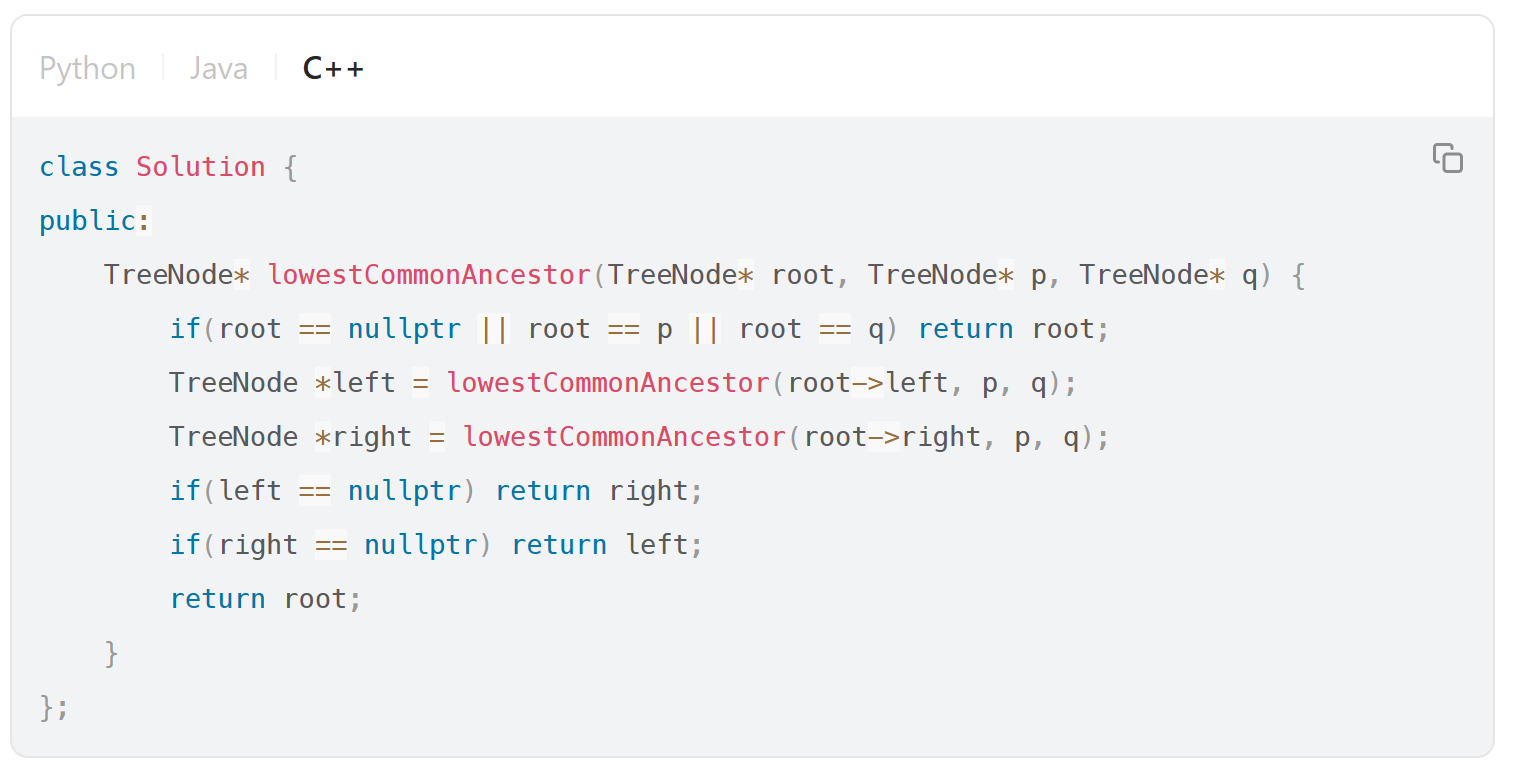 Python | Java | C++
class Solution {
public:
    TreeNode* lowestCommonAncestor(TreeNode* root, TreeNode* p, TreeNode* q) {
        if(root == nullptr || root == p || root == q) return root;
        TreeNode *left = lowestCommonAncestor(root->left, p, q);
        TreeNode *right = lowestCommonAncestor(root->right, p, q);
        if(left == nullptr) return right;
        if(right == nullptr) return left;
        return root;
    }
};